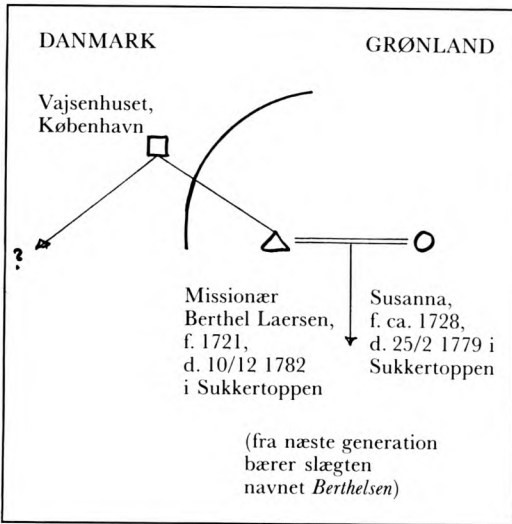 DANMARK
GRØNLAND
Vajsenhuset,
København
?
Missionær
Berthel Laersen,
f. 1721,
d. 10/12 1782
i Sukkertoppen
Susanna,
f. ca. 1728,
d. 25/2 1779 i
Sukkertoppen
(fra næste generation
bærer slægten
navnet Berthelsen)